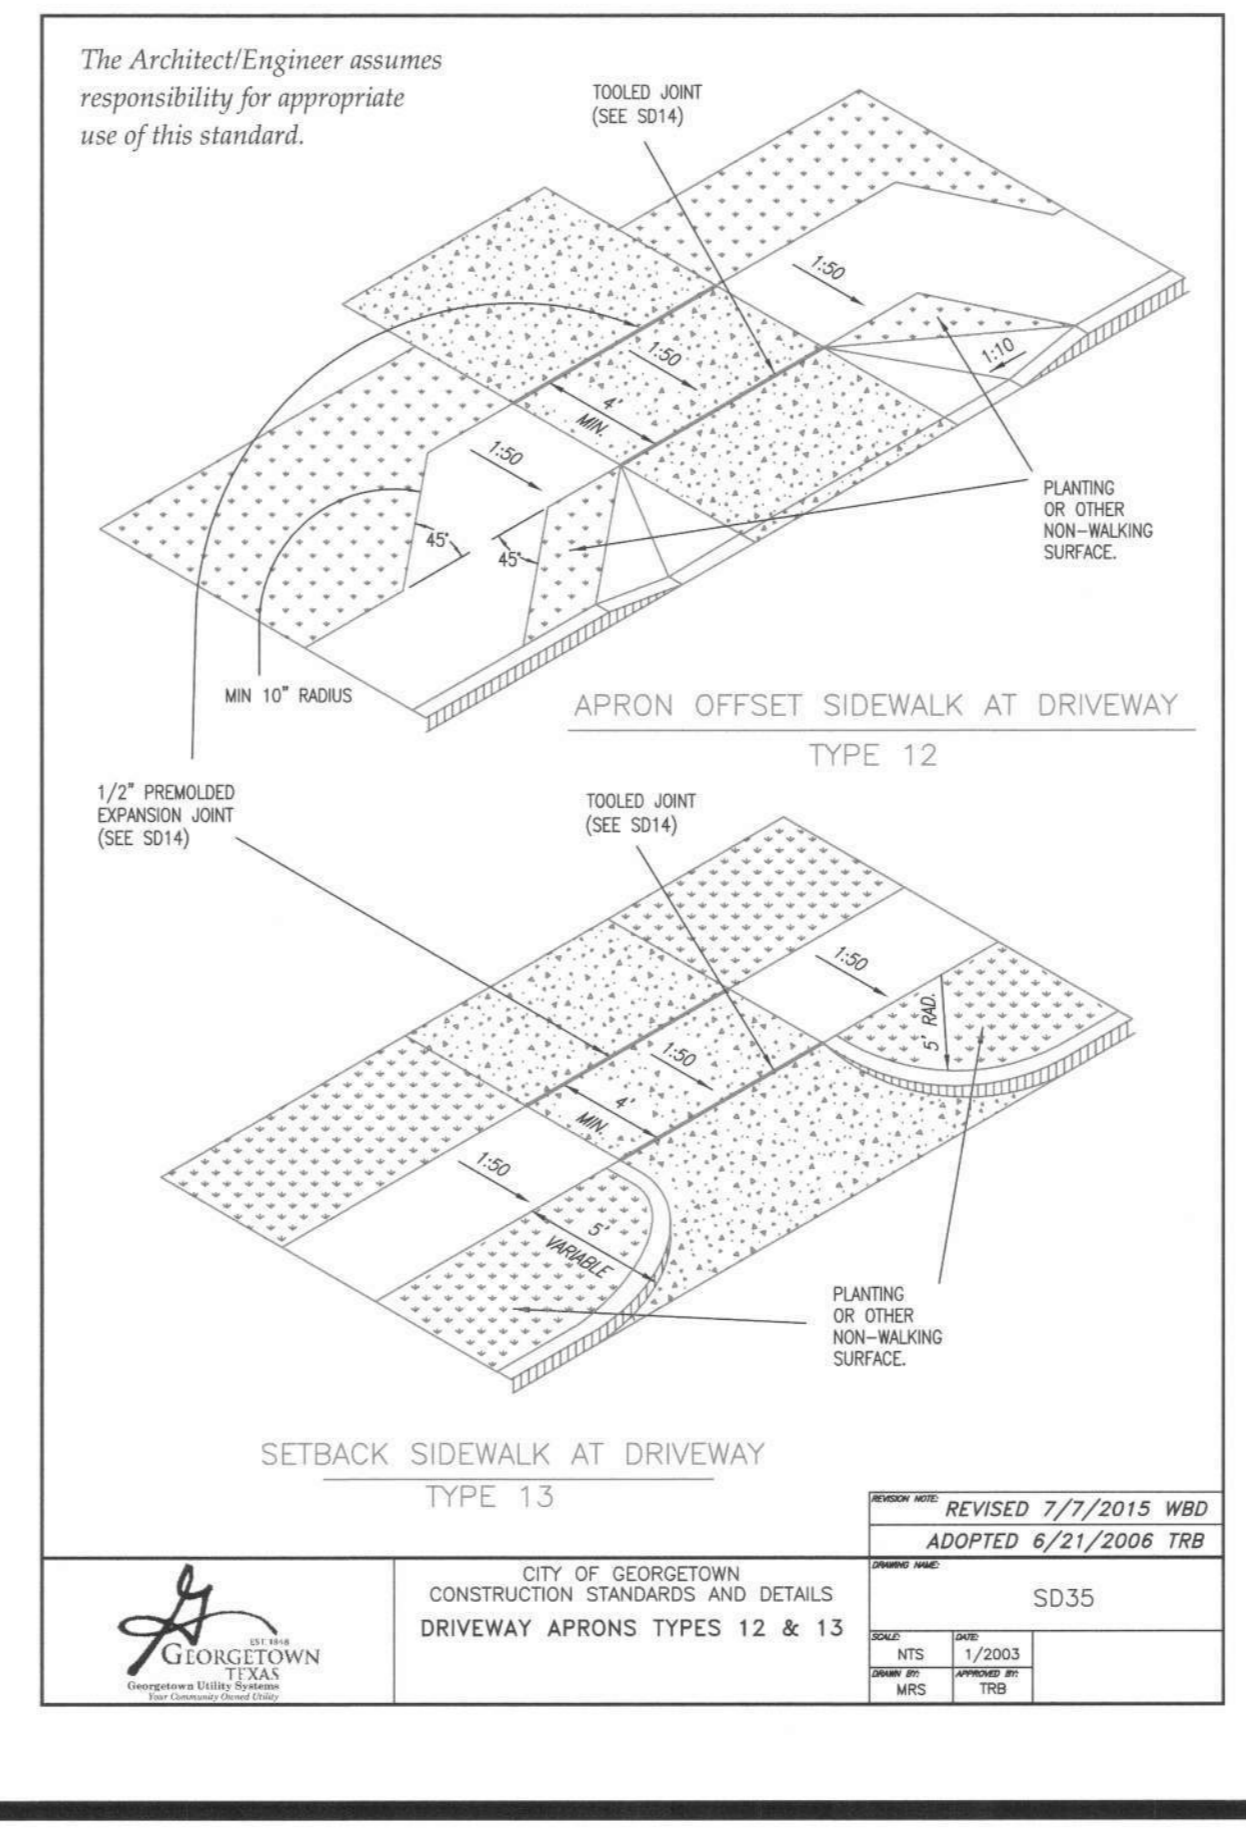 The Architect/Engineer assumes
responsibility for appropriate
use of this standard.
TOOLED JOINT
(SEE SD14)
1:50
1:50
1:10
4'
MIN.
1:50
45°
45°
PLANTING
OR OTHER
NON-WALKING
SURFACE.
MIN 10" RADIUS
APRON OFFSET SIDEWALK AT DRIVEWAY
TYPE 12
1/2" PREMOLDED
EXPANSION JOINT
(SEE SD14)
TOOLED JOINT
(SEE SD14)
1:50
5' RAD.
1:50
4'
MIN.
1:50
5'
VARIABLE
PLANTING
OR OTHER
NON-WALKING
SURFACE.
SETBACK SIDEWALK AT DRIVEWAY
TYPE 13
REVISION NOTE:
REVISED 7/7/2015 WBD
ADOPTED 6/21/2006 TRB
EST. 1848
GEORGETOWN
TEXAS
Georgetown Utility Systems
Your Community Owned Utility
CITY OF GEORGETOWN
CONSTRUCTION STANDARDS AND DETAILS
DRIVEWAY APRONS TYPES 12 & 13
DRAWING NAME:
SD35
SCALE:
NTS
DATE:
1/2003
DRAWN BY:
MRS
APPROVED BY:
TRB